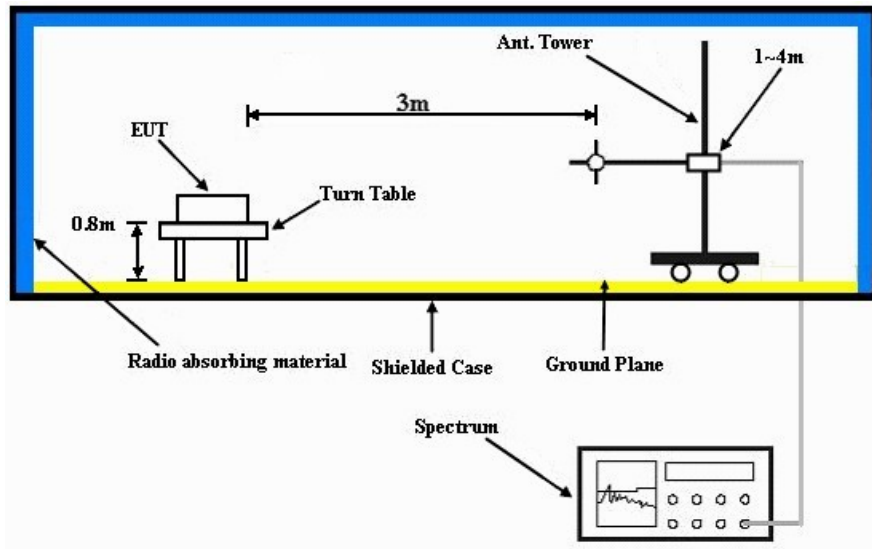 Ant. Tower
1~4m
3m
EUT
Turn Table
0.8m
Radio absorbing material
Shielded Case
Ground Plane
Spectrum